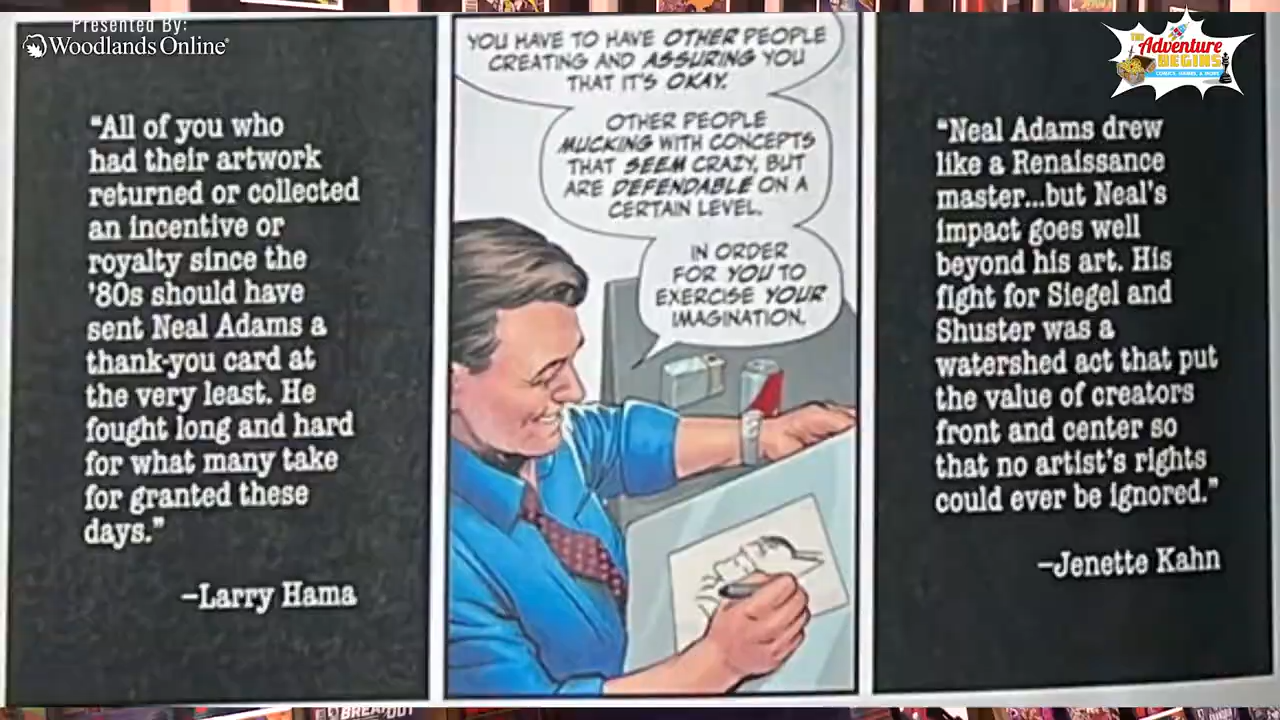 Presented By:
Woodlands Online®
THE
Adventure
BEGINS
COMICS, GAMES, & MORE
"All of you who
had their artwork
returned or collected
an incentive or
royalty since the
'80s should have
sent Neal Adams a
thank-you card at
the very least. He
fought long and hard
for what many take
for granted these
days."
–Larry Hama
YOU HAVE TO HAVE OTHER PEOPLE
CREATING AND ASSURING YOU
THAT IT'S OKAY.
OTHER PEOPLE
MUCKING WITH CONCEPTS
THAT SEEM CRAZY, BUT
ARE DEFENDABLE ON A
CERTAIN LEVEL.
IN ORDER
FOR YOU TO
EXERCISE YOUR
IMAGINATION.
"Neal Adams drew
like a Renaissance
master...but Neal's
impact goes well
beyond his art. His
fight for Siegel and
Shuster was a
watershed act that put
the value of creators
front and center so
that no artist's rights
could ever be ignored."
–Jenette Kahn
BREAKOUT